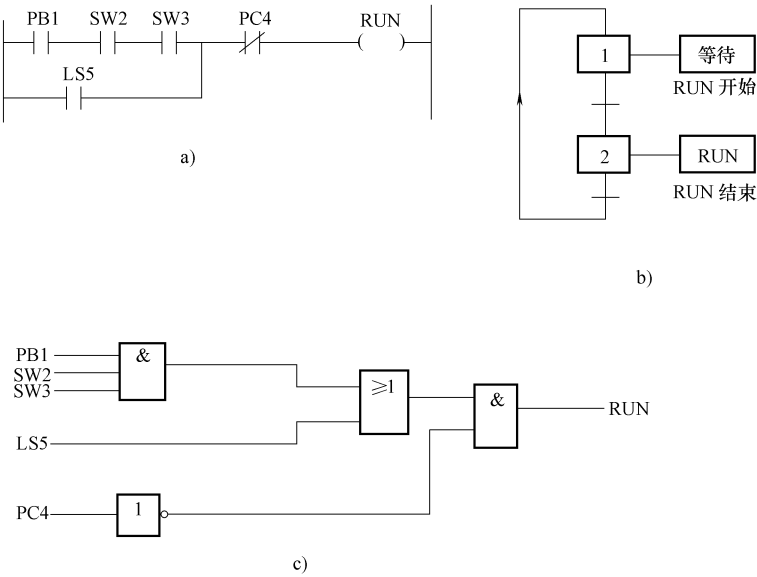 PB1 SW2 SW3 PC4 RUN
LS5
a)
1 等待
RUN 开始
2 RUN
RUN 结束
b)
PB1
SW2
SW3
&
≥1
&
RUN
LS5
PC4
1
c)